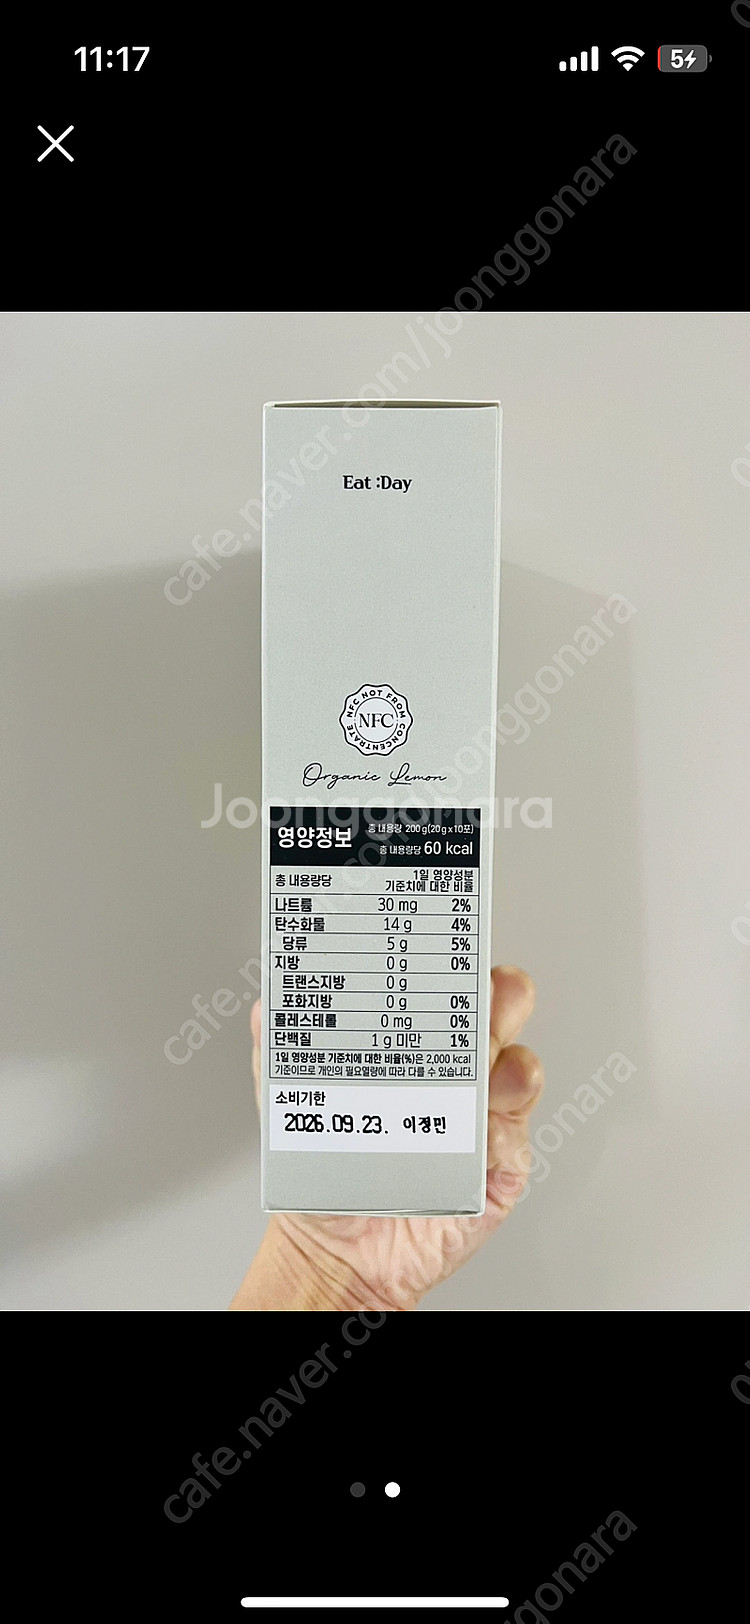 11:17
5
cafe.naver.com/joonggonara
Eat :Day
NFC NOT FROM CONCENTRATE
NFC
Organic Lemon
Joonggonara
영양정보
총 내용량 200 g(20 g x 10포)
총 내용량당 60 kcal
총 내용량당
1일 영양성분
기준치에 대한 비율
나트륨 30 mg 2%
탄수화물 14 g 4%
당류 5 g 5%
지방 0 g 0%
트랜스지방 0 g
포화지방 0 g 0%
콜레스테롤 0 mg 0%
단백질 1 g 미만 1%
1일 영양성분 기준치에 대한 비율(%)은 2,000 kcal
기준이므로 개인의 필요열량에 따라 다를 수 있습니다.
소비기한
2026.09.23. 이정민
cafe.naver.com/joonggonara
cafe.naver.com/joonggonara